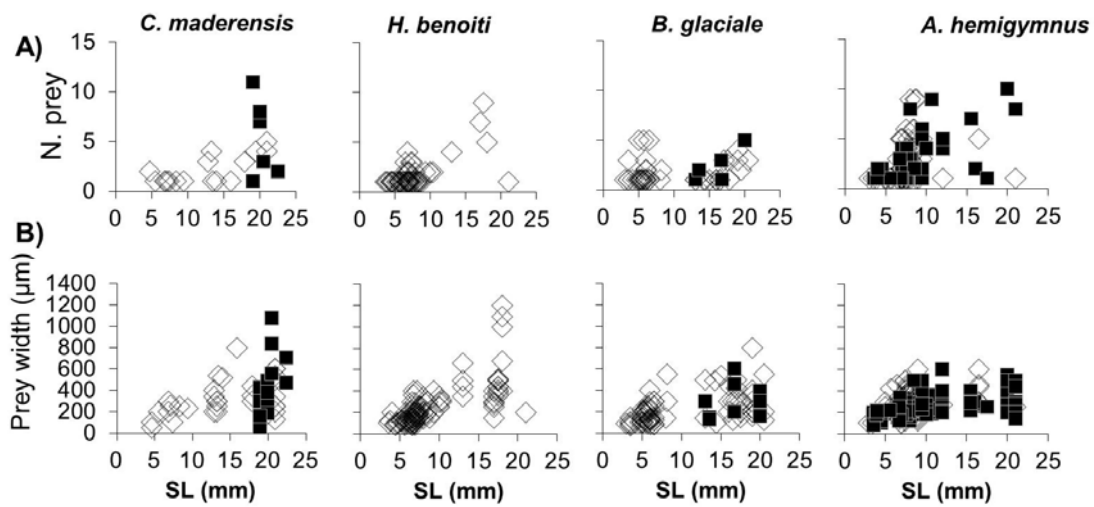 C. maderensis H. benoiti B. glaciale A. hemigymnus
A)
N. prey
15
10
5
0
0 5 10 15 20 25 0 5 10 15 20 25 0 5 10 15 20 25 0 5 10 15 20 25
B)
Prey width (µm)
1400
1200
1000
800
600
400
200
0
0 5 10 15 20 25 0 5 10 15 20 25 0 5 10 15 20 25 0 5 10 15 20 25
SL (mm) SL (mm) SL (mm) SL (mm)